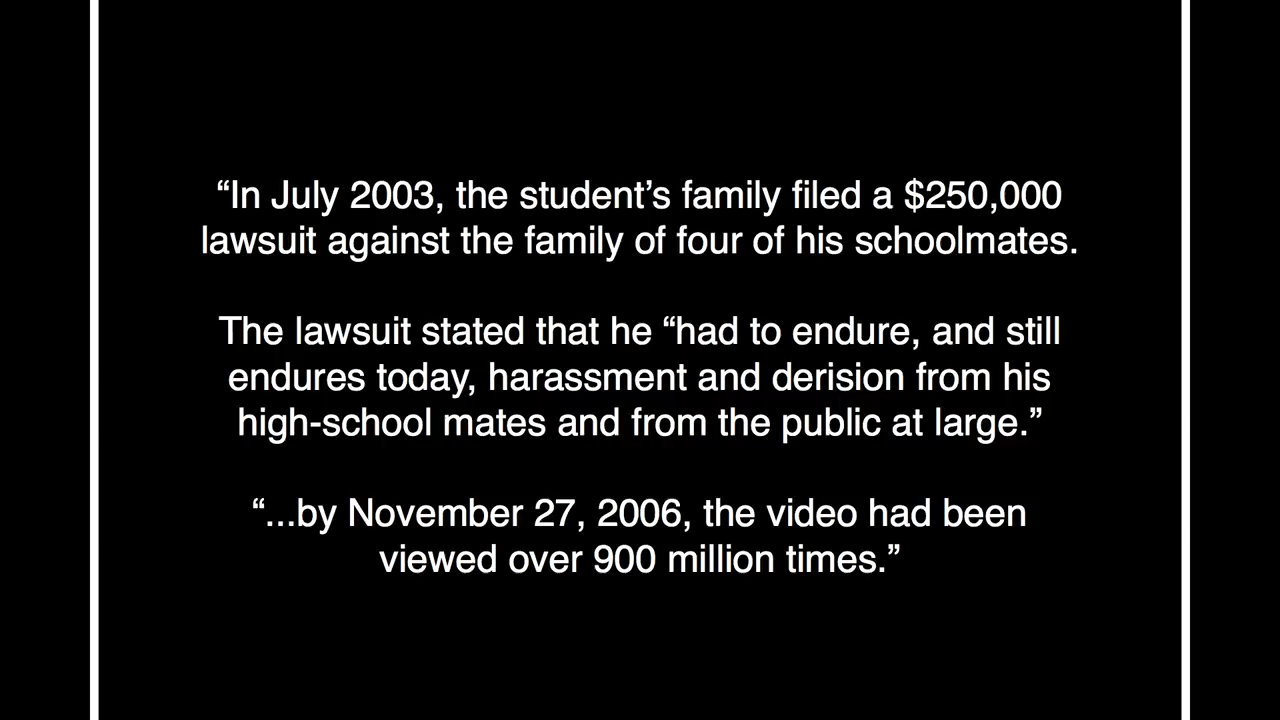 “In July 2003, the student’s family filed a $250,000
lawsuit against the family of four of his schoolmates.
The lawsuit stated that he “had to endure, and still
endures today, harassment and derision from his
high-school mates and from the public at large.”
“...by November 27, 2006, the video had been
viewed over 900 million times.”